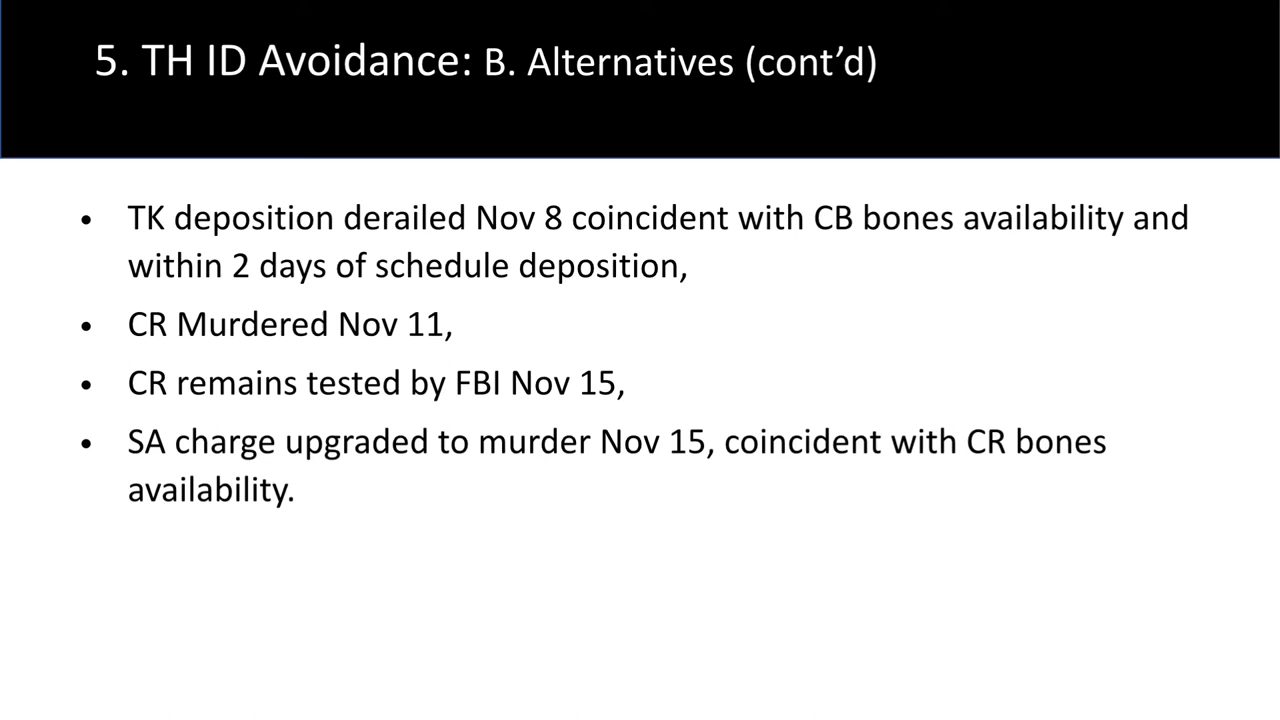 5. TH ID Avoidance: B. Alternatives (cont’d)
• TK deposition derailed Nov 8 coincident with CB bones availability and
within 2 days of schedule deposition,
• CR Murdered Nov 11,
• CR remains tested by FBI Nov 15,
• SA charge upgraded to murder Nov 15, coincident with CR bones
availability.